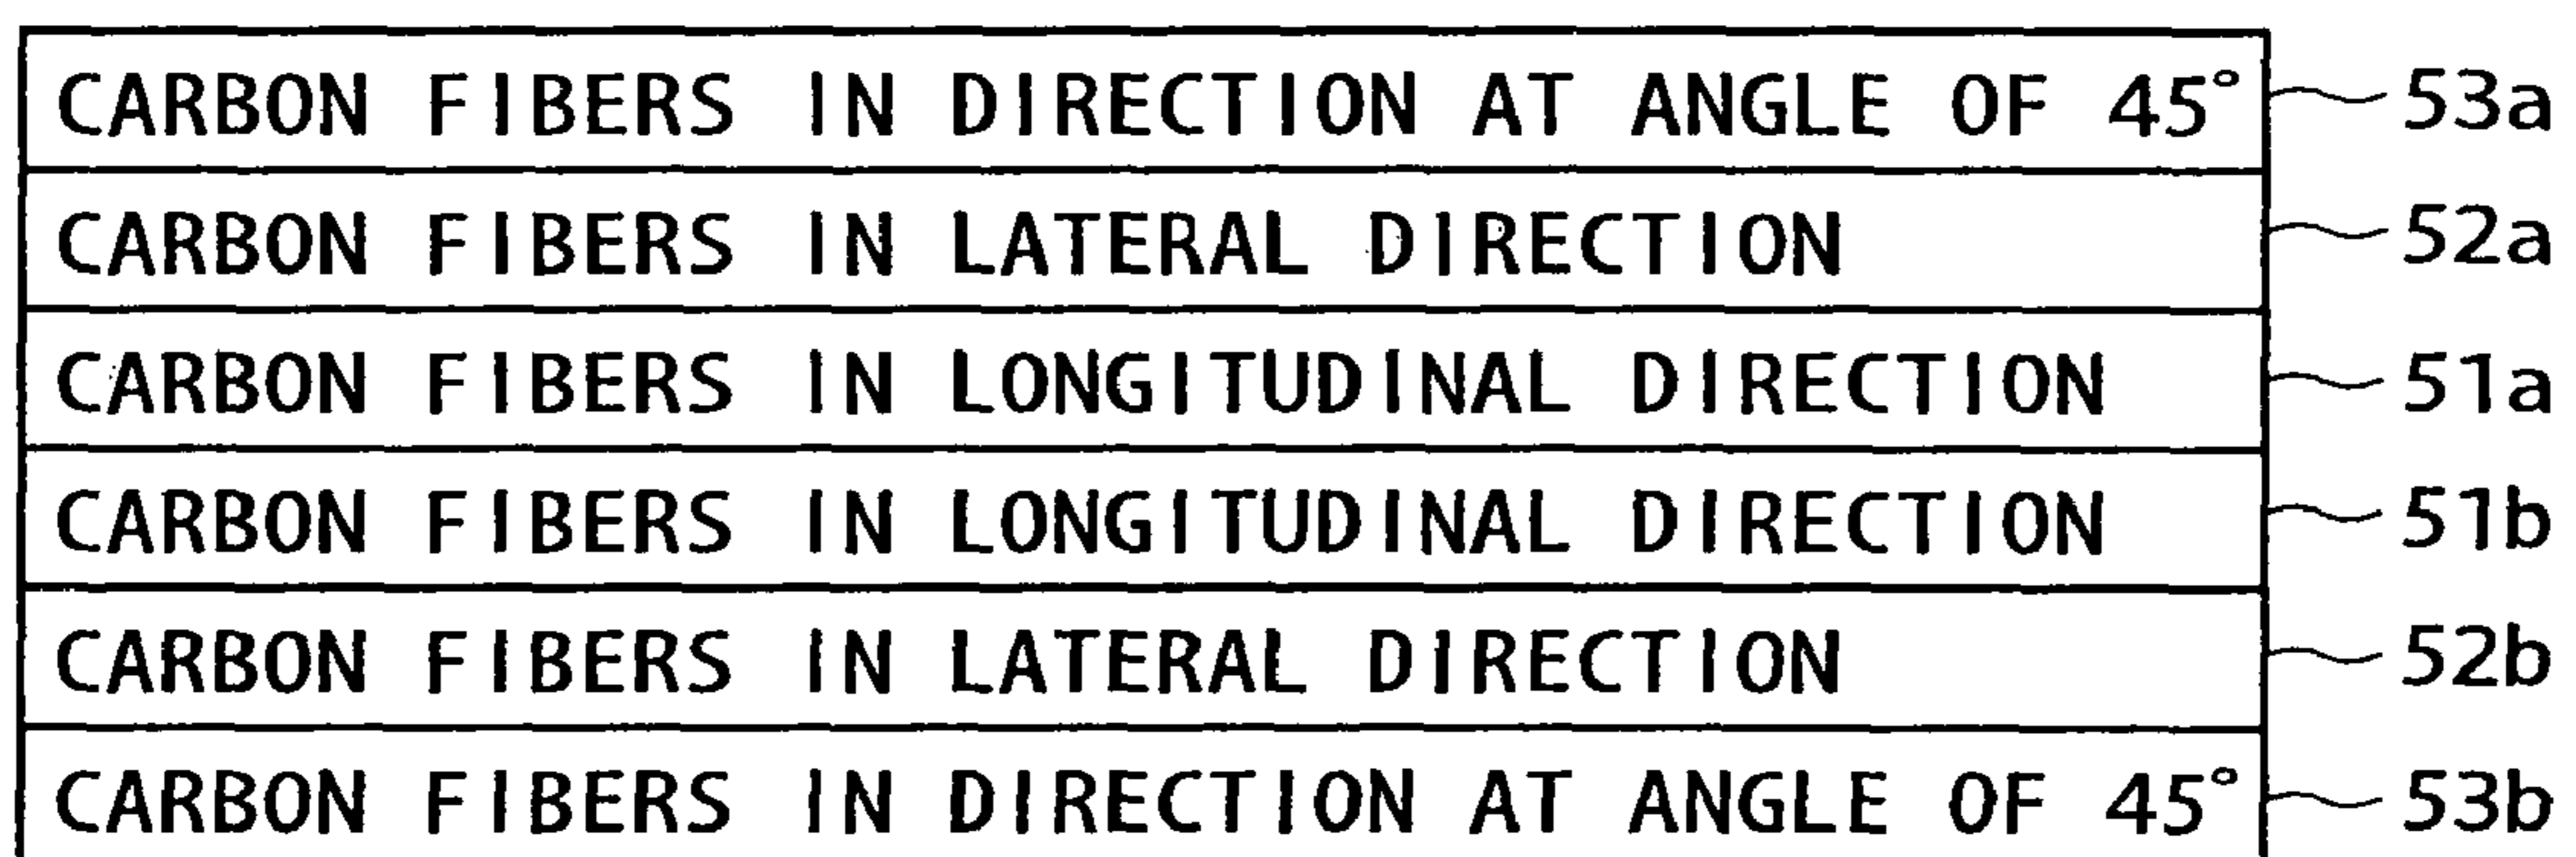 CARBON FIBERS IN DIRECTION AT ANGLE OF 45° 53a
CARBON FIBERS IN LATERAL DIRECTION 52a
CARBON FIBERS IN LONGITUDINAL DIRECTION 51a
CARBON FIBERS IN LONGITUDINAL DIRECTION 51b
CARBON FIBERS IN LATERAL DIRECTION 52b
CARBON FIBERS IN DIRECTION AT ANGLE OF 45° 53b